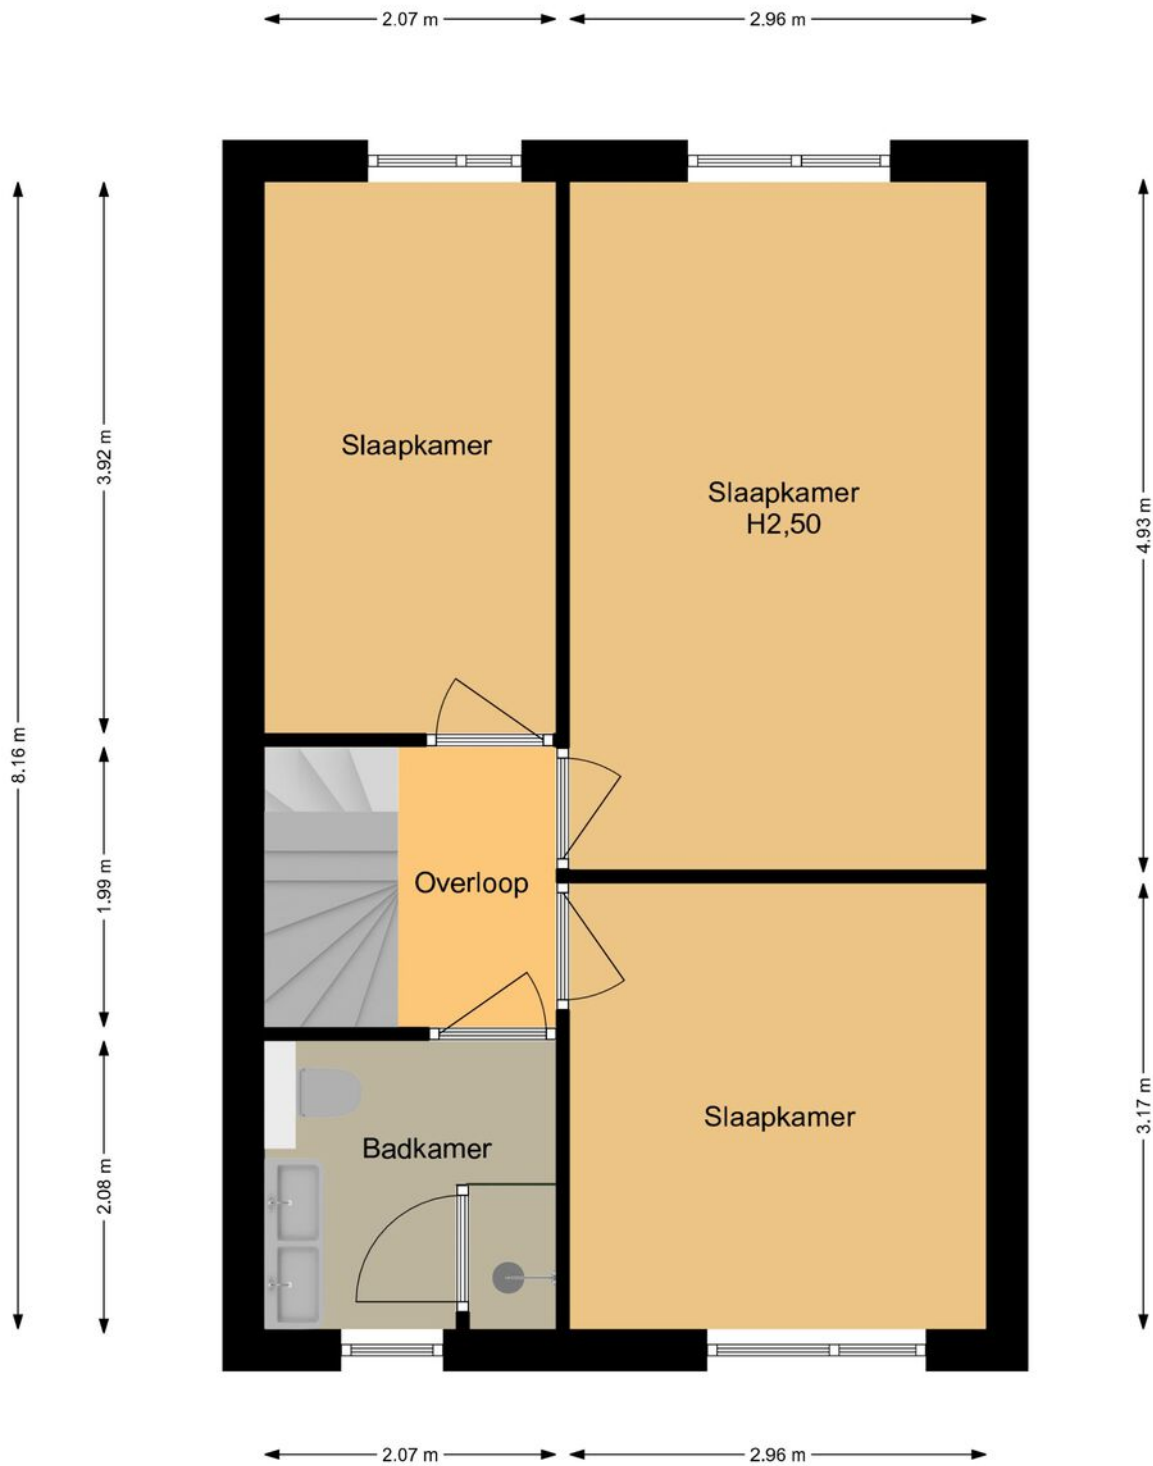 2.07 m
2.96 m
3.92 m
8.16 m
1.99 m
2.08 m
4.93 m
3.17 m
Slaapkamer
Slaapkamer
H2,50
Overloop
Slaapkamer
Badkamer
2.07 m
2.96 m